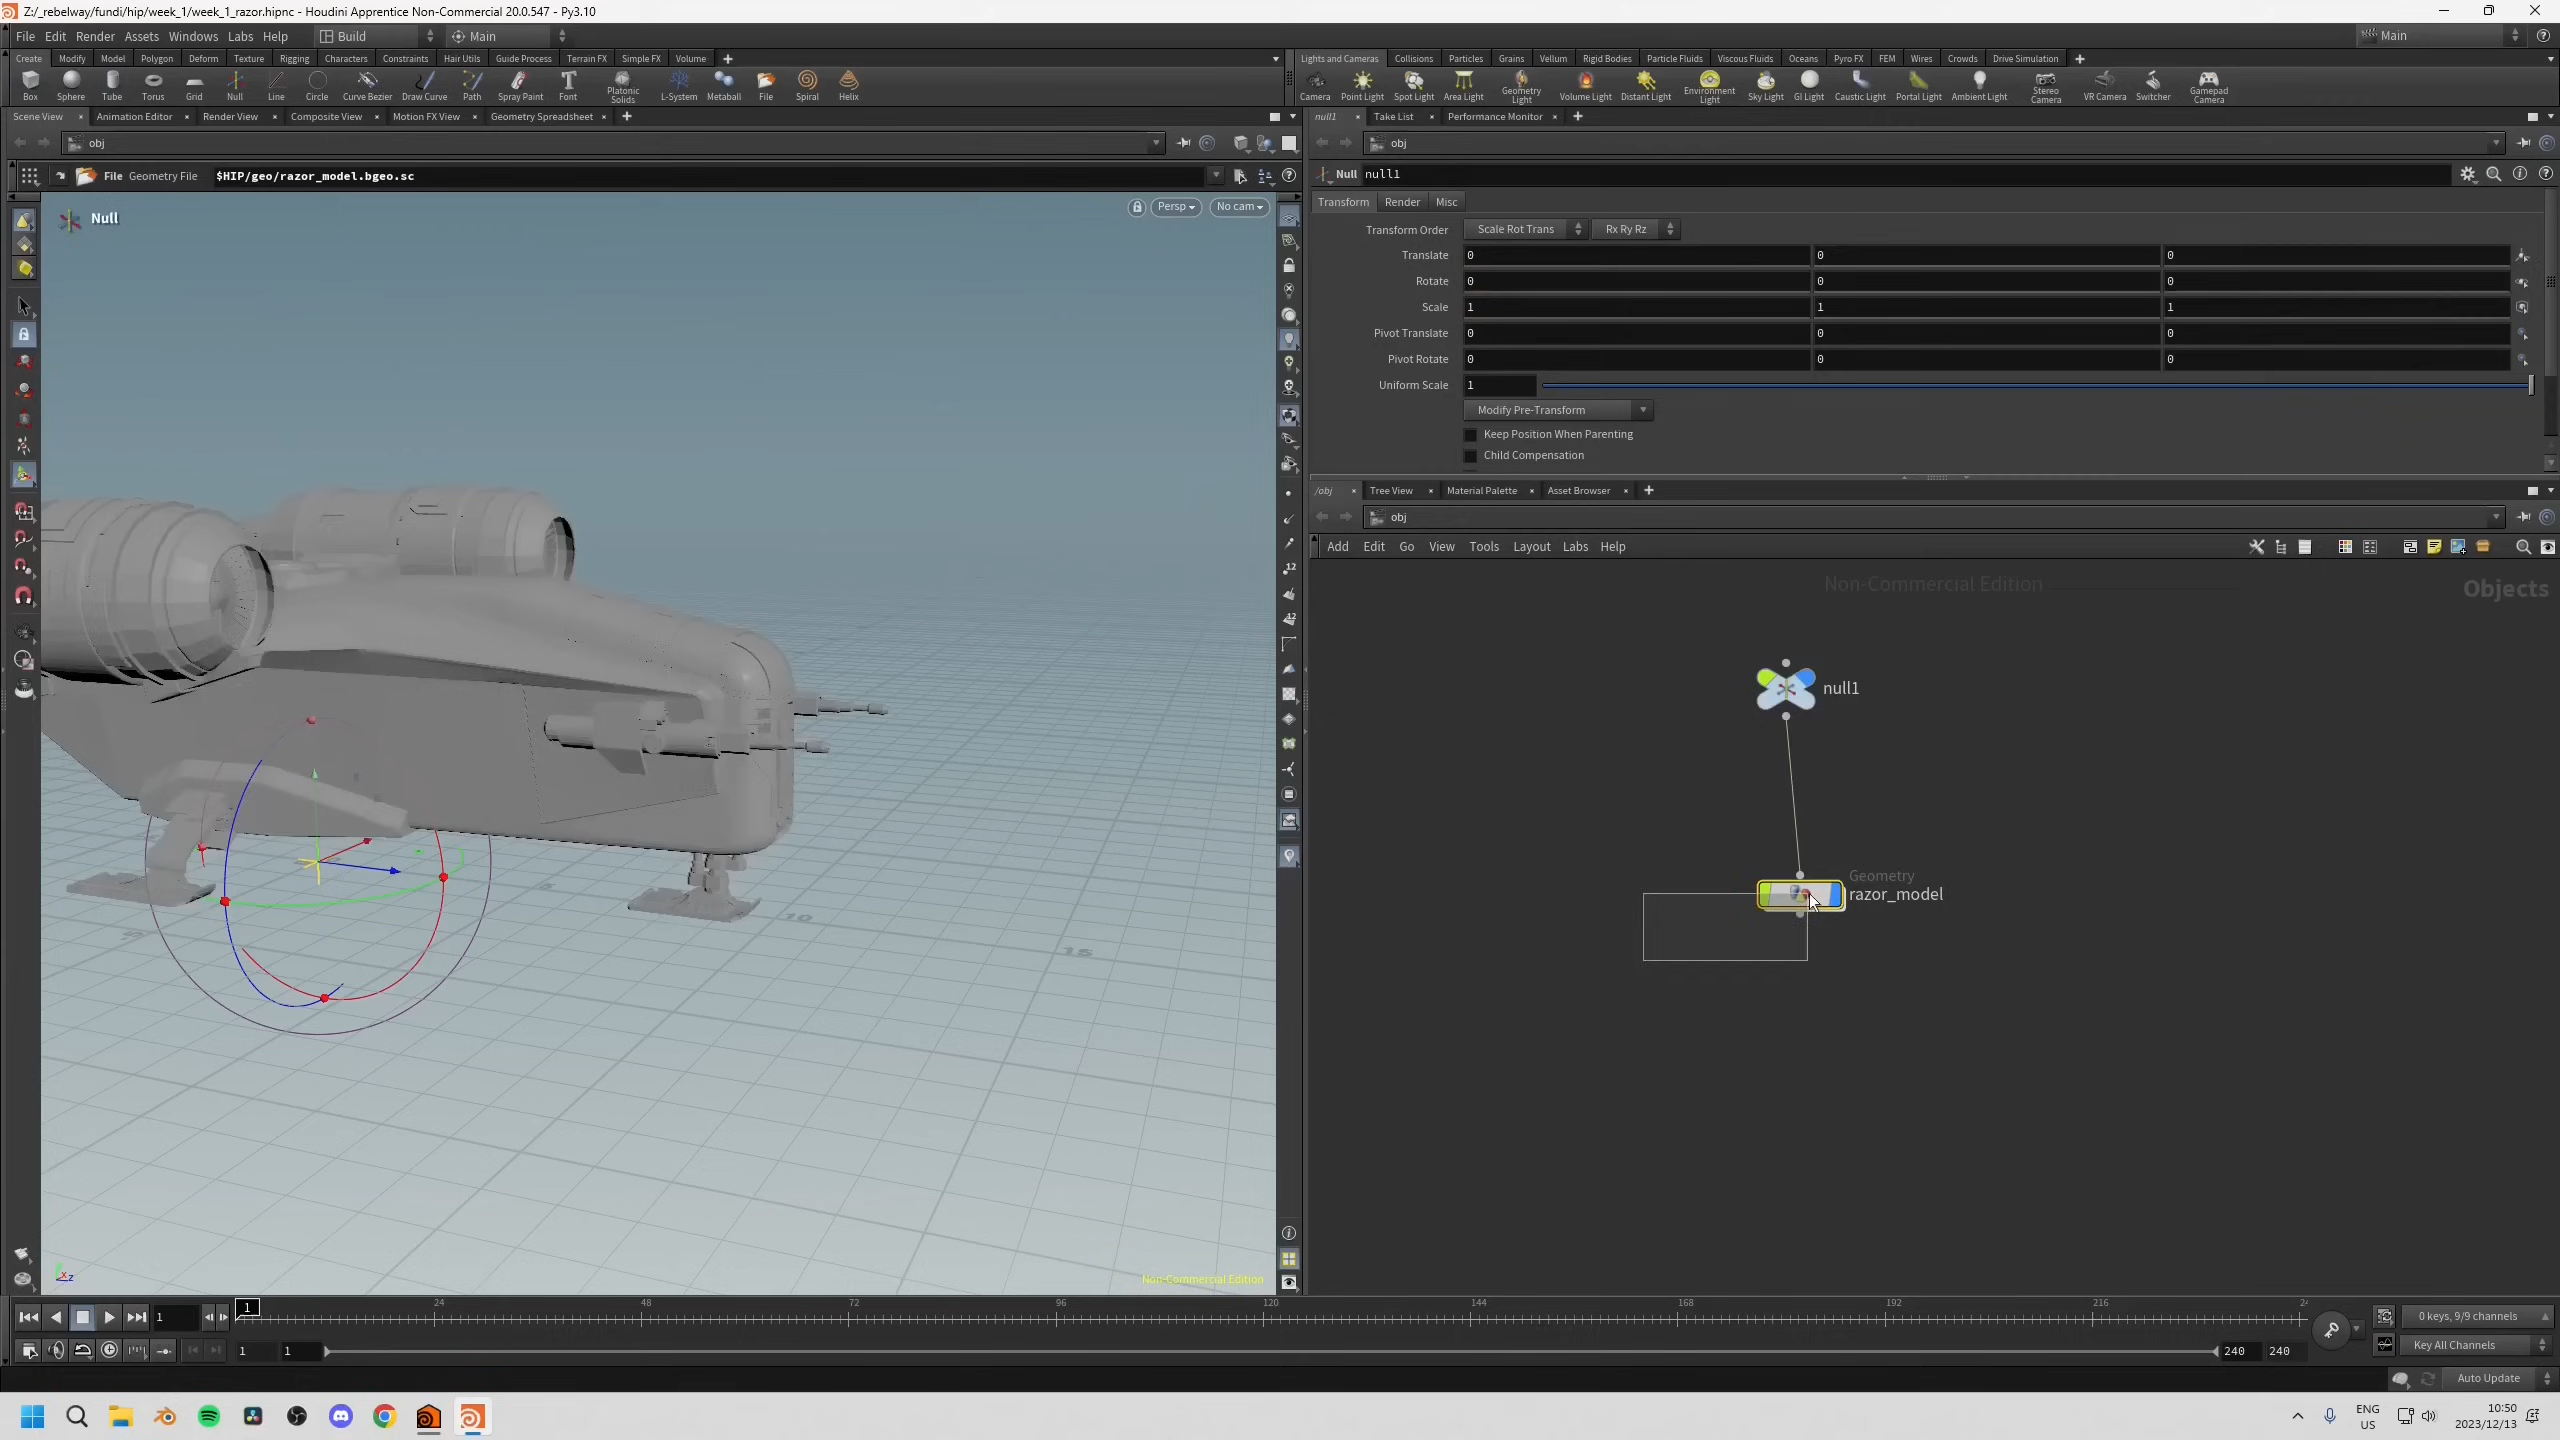 Z:/_rebelway/fundi/hip/week_1/week_1_razor.hipnc - Houdini Apprentice Non-Commercial 20.0.547 - Py3.10
File Edit Render Assets Windows Labs Help Build Main Main
Create Modify Model Polygon Deform Texture Rigging Characters Constraints Hair Utils Guide Process Terrain FX Simple FX Volume
Lights and Cameras Collisions Particles Grains Vellum Rigid Bodies Particle Fluids Viscous Fluids Oceans Pyro FX FEM Wires Crowds Drive Simulation
Box Sphere Tube Torus Grid Null Line Circle Curve Bezier Draw Curve Path Spray Paint Font Platonic Solids L-System Metaball File Spiral Helix
Camera Point Light Spot Light Area Light Geometry Light Volume Light Distant Light Environment Light Sky Light GI Light Caustic Light Portal Light Ambient Light Stereo Camera VR Camera Switcher Gamepad Camera
Scene View Animation Editor Render View Composite View Motion FX View Geometry Spreadsheet
null1 Take List Performance Monitor
obj
obj
File Geometry File $HIP/geo/razor_model.bgeo.sc
Null null1
Null
Persp No cam
Transform Render Misc
Transform Order Scale Rot Trans Rx Ry Rz
Translate 0 0 0
Rotate 0 0 0
Scale 1 1 1
Pivot Translate 0 0 0
Pivot Rotate 0 0 0
Uniform Scale 1
Modify Pre-Transform
Keep Position When Parenting
Child Compensation
/obj Tree View Material Palette Asset Browser
obj
Add Edit Go View Tools Layout Labs Help
Non-Commercial Edition
Objects
null1
Geometry
razor_model
5
10
15
12
12
Non-Commercial Edition
1 1 24 48 72 96 120 144 168 192 216
0 keys, 9/9 channels
1 1 240 240
Key All Channels
Auto Update
ENG
US
10:50
2023/12/13